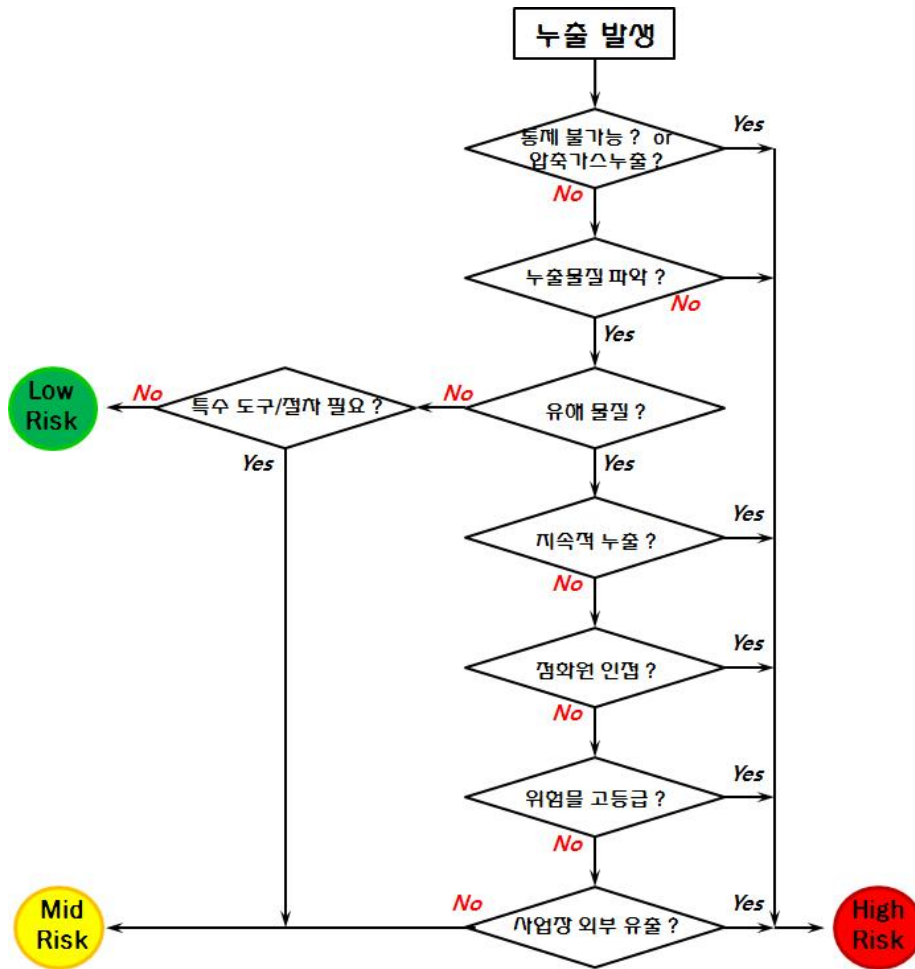 누출 발생
통제 불가능 ? or
압축가스누출 ?
Yes
No
누출물질 파악 ?
No
Yes
Low
Risk
No
특수 도구/절차 필요 ?
No
유해 물질 ?
Yes
Yes
지속적 누출 ?
Yes
No
점화원 인접 ?
Yes
No
위험물 고등급 ?
Yes
No
Mid
Risk
No
사업장 외부 유출 ?
Yes
High
Risk